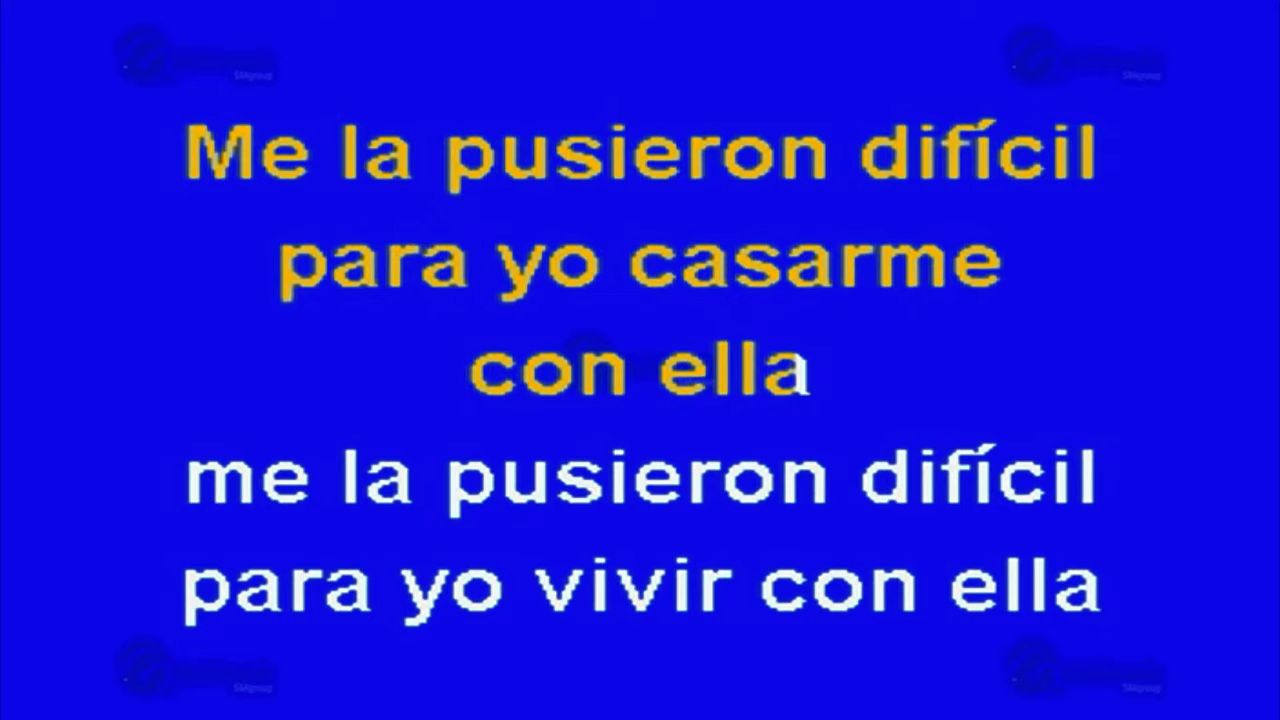 Me la pusieron difícil
para yo casarme
con ella
me la pusieron difícil
para yo vivir con ella